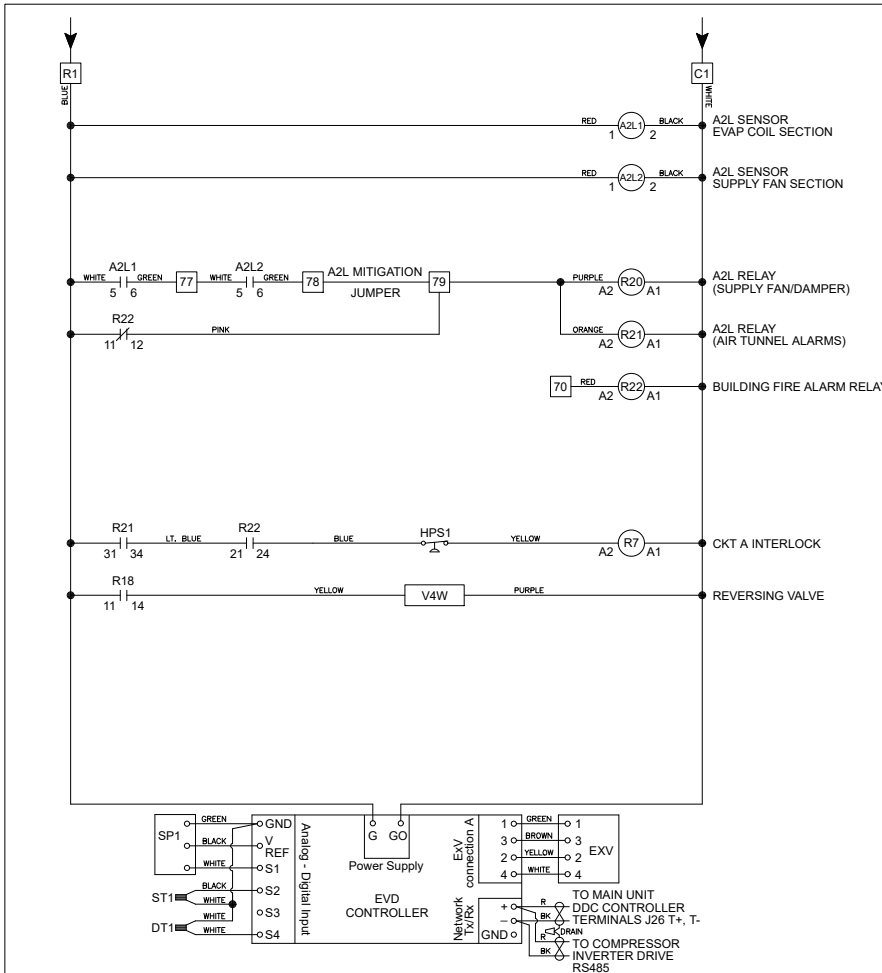 R1
C1
BLUE
WHITE
RED
1
A2L1
2
BLACK
A2L SENSOR
EVAP COIL SECTION
RED
1
A2L2
2
BLACK
A2L SENSOR
SUPPLY FAN SECTION
A2L1
WHITE
GREEN
5 6
77
A2L2
WHITE
GREEN
5 6
78
A2L MITIGATION
JUMPER
79
PURPLE
A2
R20
A1
A2L RELAY
(SUPPLY FAN/DAMPER)
R22
11 12
PINK
ORANGE
A2
R21
A1
A2L RELAY
(AIR TUNNEL ALARMS)
70
RED
A2
R22
A1
BUILDING FIRE ALARM RELAY
R21
31 34
LT. BLUE
R22
21 24
BLUE
HPS1
YELLOW
A2
R7
A1
CKT A INTERLOCK
R18
11 14
YELLOW
V4W
PURPLE
REVERSING VALVE
SP1
GREEN
BLACK
WHITE
ST1
BLACK
WHITE
DT1
WHITE
WHITE
GND
V
REF
S1
S2
S3
S4
Analog - Digital Input
G GO
Power Supply
EVD
CONTROLLER
ExV
connection A
1
3
2
4
GREEN
BROWN
YELLOW
WHITE
1
3
2
4
EXV
Network
Tx/Rx
+
–
GND
R
BK
TO MAIN UNIT
DDC CONTROLLER
TERMINALS J26 T+, T-
DRAIN
R
BK
TO COMPRESSOR
INVERTER DRIVE
RS485